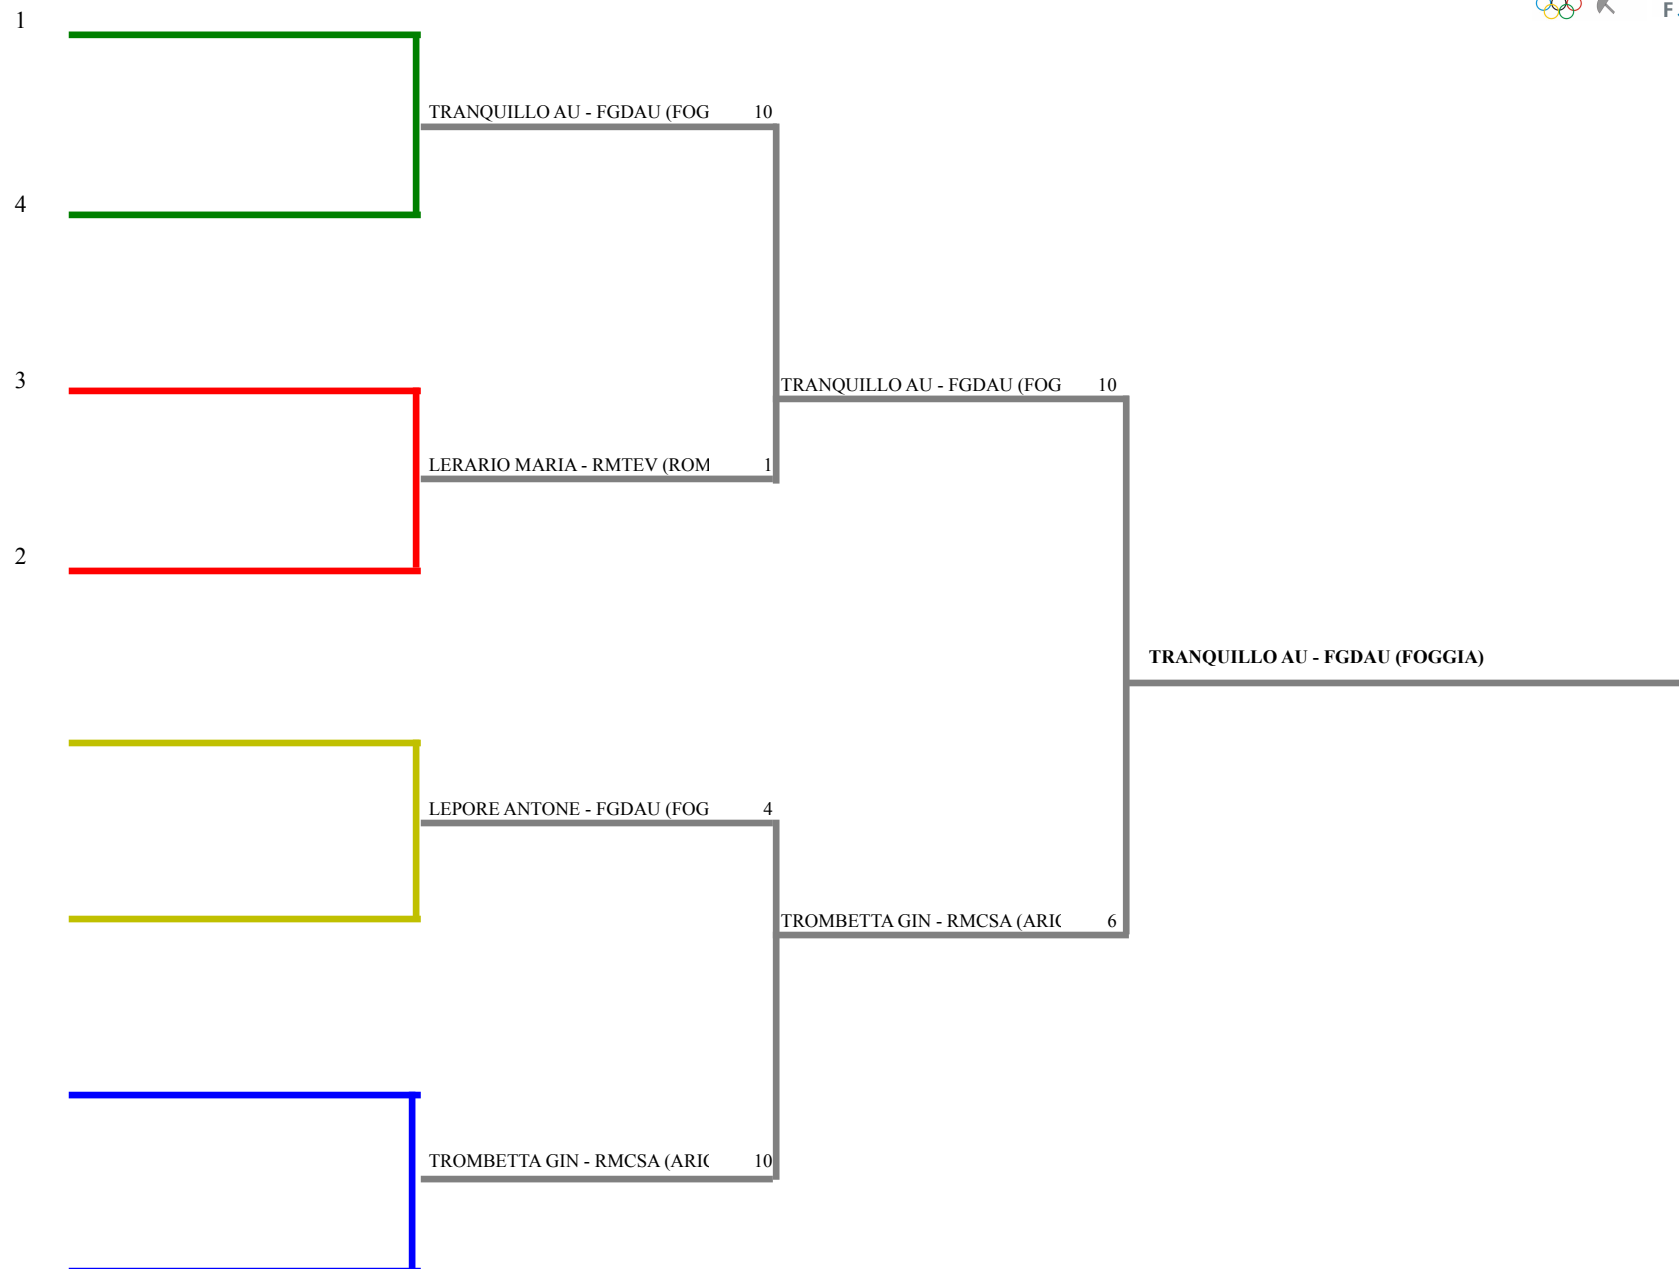 1
TRANQUILLO AU - FGDAU (FOG 10
4
3
TRANQUILLO AU - FGDAU (FOG 10
LERARIO MARIA - RMTEV (ROM 1
2
TRANQUILLO AU - FGDAU (FOGGIA)
LEPORE ANTONE - FGDAU (FOG 4
TROMBETTA GIN - RMCSA (ARI 6
TROMBETTA GIN - RMCSA (ARI 10
F